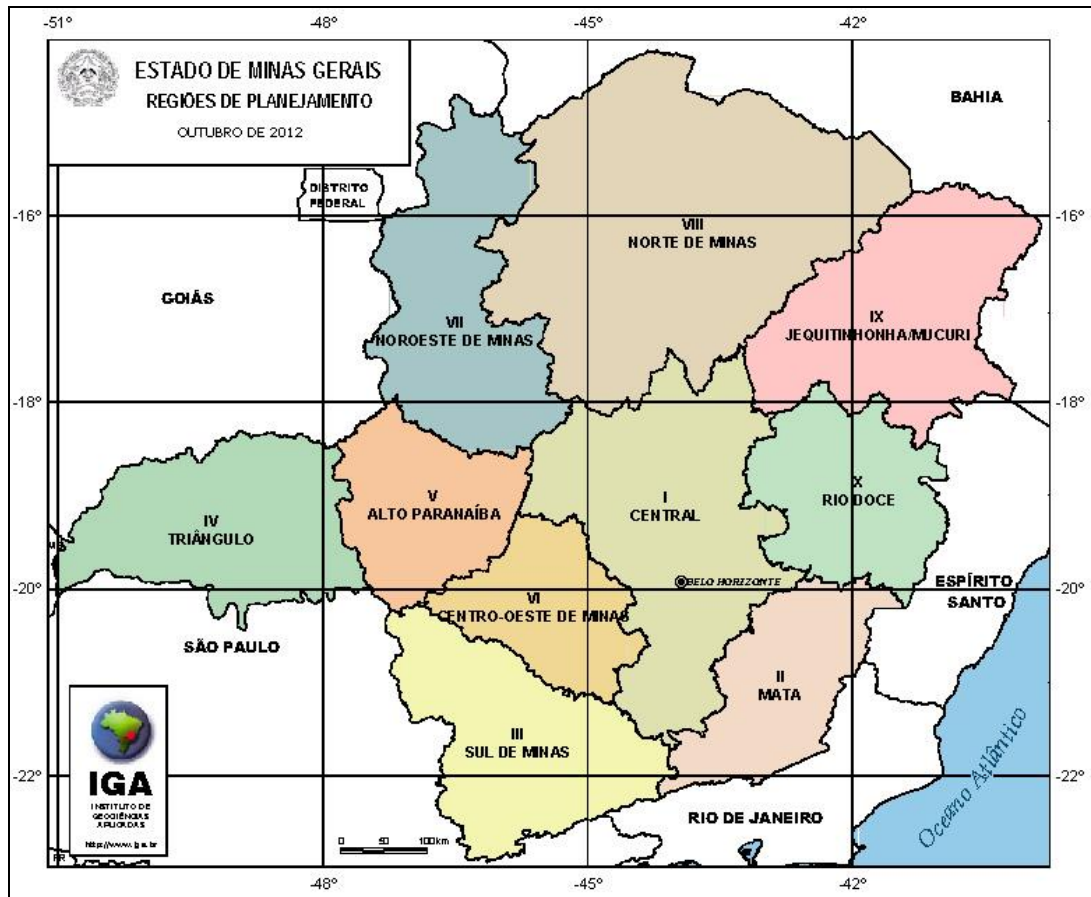 -51°
-48°
-45°
-42°
ESTADO DE MINAS GERAIS
REGIÕES DE PLANEJAMENTO
OUTUBRO DE 2012
BAHIA
DISTRITO
FEDERAL
-16°
-16°
VIII
NORTE DE MINAS
GOIÁS
IX
JEQUITINHONHA/MUCURI
VII
NOROESTE DE MINAS
-18°
-18°
V
ALTO PARANAÍBA
I
CENTRAL
X
RIO DOCE
IV
TRIÂNGULO
BELO HORIZONTE
-20°
-20°
ESPÍRITO
SANTO
VI
CENTRO-OESTE DE MINAS
SÃO PAULO
II
MATA
III
SUL DE MINAS
Oceano Atlântico
IGA
INSTITUTO DE
GEOCIÊNCIAS
APLICADAS
-22°
-22°
RIO DE JANEIRO
0 50 100km
PR
-48°
-45°
-42°